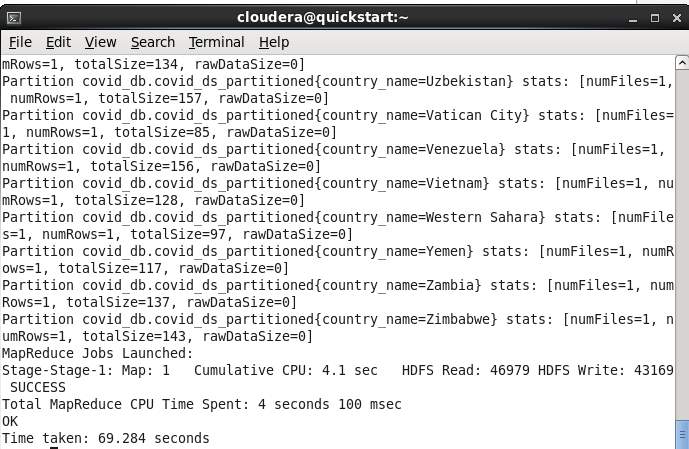 cloudera@quickstart:~
File Edit View Search Terminal Help
mRows=1, totalSize=134, rawDataSize=0]
Partition covid_db.covid_ds_partitioned{country_name=Uzbekistan} stats: [numFiles=1,
 numRows=1, totalSize=157, rawDataSize=0]
Partition covid_db.covid_ds_partitioned{country_name=Vatican City} stats: [numFiles=
1, numRows=1, totalSize=85, rawDataSize=0]
Partition covid_db.covid_ds_partitioned{country_name=Venezuela} stats: [numFiles=1,
numRows=1, totalSize=156, rawDataSize=0]
Partition covid_db.covid_ds_partitioned{country_name=Vietnam} stats: [numFiles=1, nu
mRows=1, totalSize=128, rawDataSize=0]
Partition covid_db.covid_ds_partitioned{country_name=Western Sahara} stats: [numFile
s=1, numRows=1, totalSize=97, rawDataSize=0]
Partition covid_db.covid_ds_partitioned{country_name=Yemen} stats: [numFiles=1, numR
ows=1, totalSize=117, rawDataSize=0]
Partition covid_db.covid_ds_partitioned{country_name=Zambia} stats: [numFiles=1, num
Rows=1, totalSize=137, rawDataSize=0]
Partition covid_db.covid_ds_partitioned{country_name=Zimbabwe} stats: [numFiles=1, n
umRows=1, totalSize=143, rawDataSize=0]
MapReduce Jobs Launched:
Stage-Stage-1: Map: 1   Cumulative CPU: 4.1 sec   HDFS Read: 46979 HDFS Write: 43169
 SUCCESS
Total MapReduce CPU Time Spent: 4 seconds 100 msec
OK
Time taken: 69.284 seconds